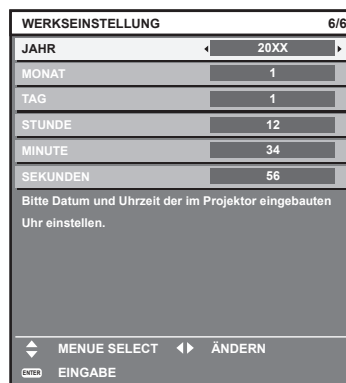 WERKSEINSTELLUNG 6/6
JAHR 20XX
MONAT 1
TAG 1
STUNDE 12
MINUTE 34
SEKUNDEN 56
Bitte Datum und Uhrzeit der im Projektor eingebauten
Uhr einstellen.
MENUE SELECT ÄNDERN
ENTER EINGABE